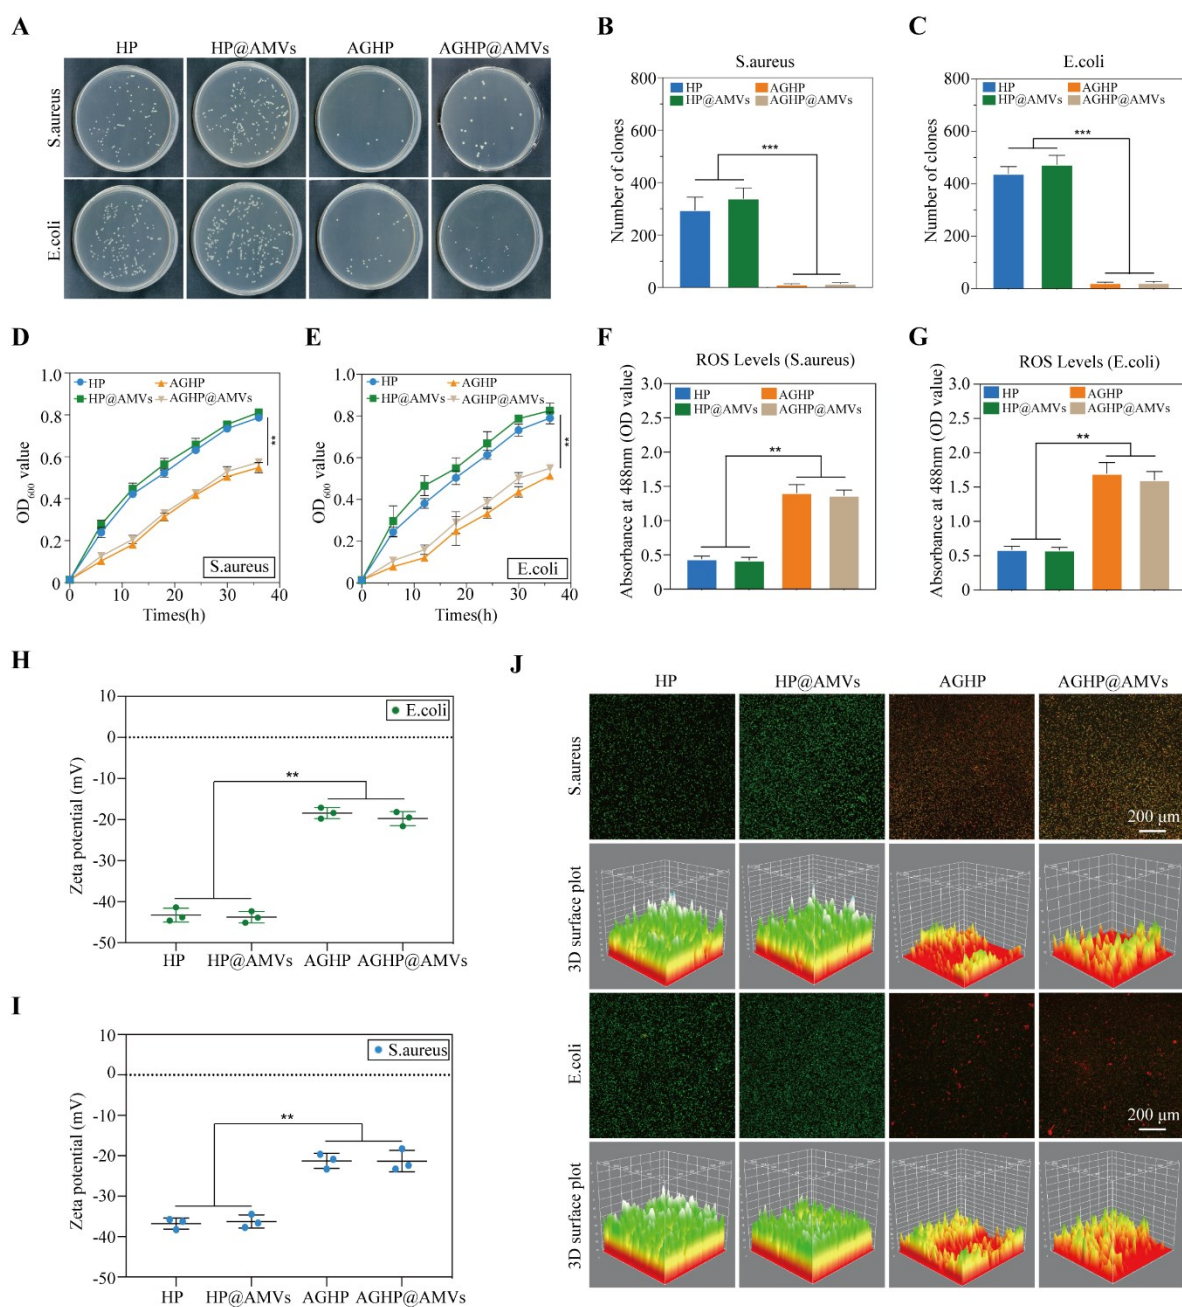 A
HP
HP@AMVs
AGHP
AGHP@AMVs
S.aureus
E.coli
B
S.aureus
HP
AGHP
HP@AMVs
AGHP@AMVs
Number of clones
800
600
400
200
0
***
C
E.coli
HP
AGHP
HP@AMVs
AGHP@AMVs
Number of clones
800
600
400
200
0
***
D
HP
AGHP
HP@AMVs
AGHP@AMVs
OD600 value
1.0
0.8
0.6
0.4
0.2
0
**
S.aureus
0
10
20
30
40
Times(h)
E
HP
AGHP
HP@AMVs
AGHP@AMVs
OD600 value
1.0
0.8
0.6
0.4
0.2
0
**
E.coli
0
10
20
30
40
Times(h)
F
ROS Levels (S.aureus)
HP
AGHP
HP@AMVs
AGHP@AMVs
Absorbance at 488nm (OD value)
3.0
2.5
2.0
1.5
1.0
0.5
0
**
G
ROS Levels (E.coli)
HP
AGHP
HP@AMVs
AGHP@AMVs
Absorbance at 488nm (OD value)
3.0
2.5
2.0
1.5
1.0
0.5
0
**
H
E.coli
Zeta potential (mV)
10
0
-10
-20
-30
-40
-50
**
HP
HP@AMVs
AGHP
AGHP@AMVs
I
S.aureus
Zeta potential (mV)
10
0
-10
-20
-30
-40
-50
**
HP
HP@AMVs
AGHP
AGHP@AMVs
J
HP
HP@AMVs
AGHP
AGHP@AMVs
S.aureus
200 μm
3D surface plot
E.coli
200 μm
3D surface plot